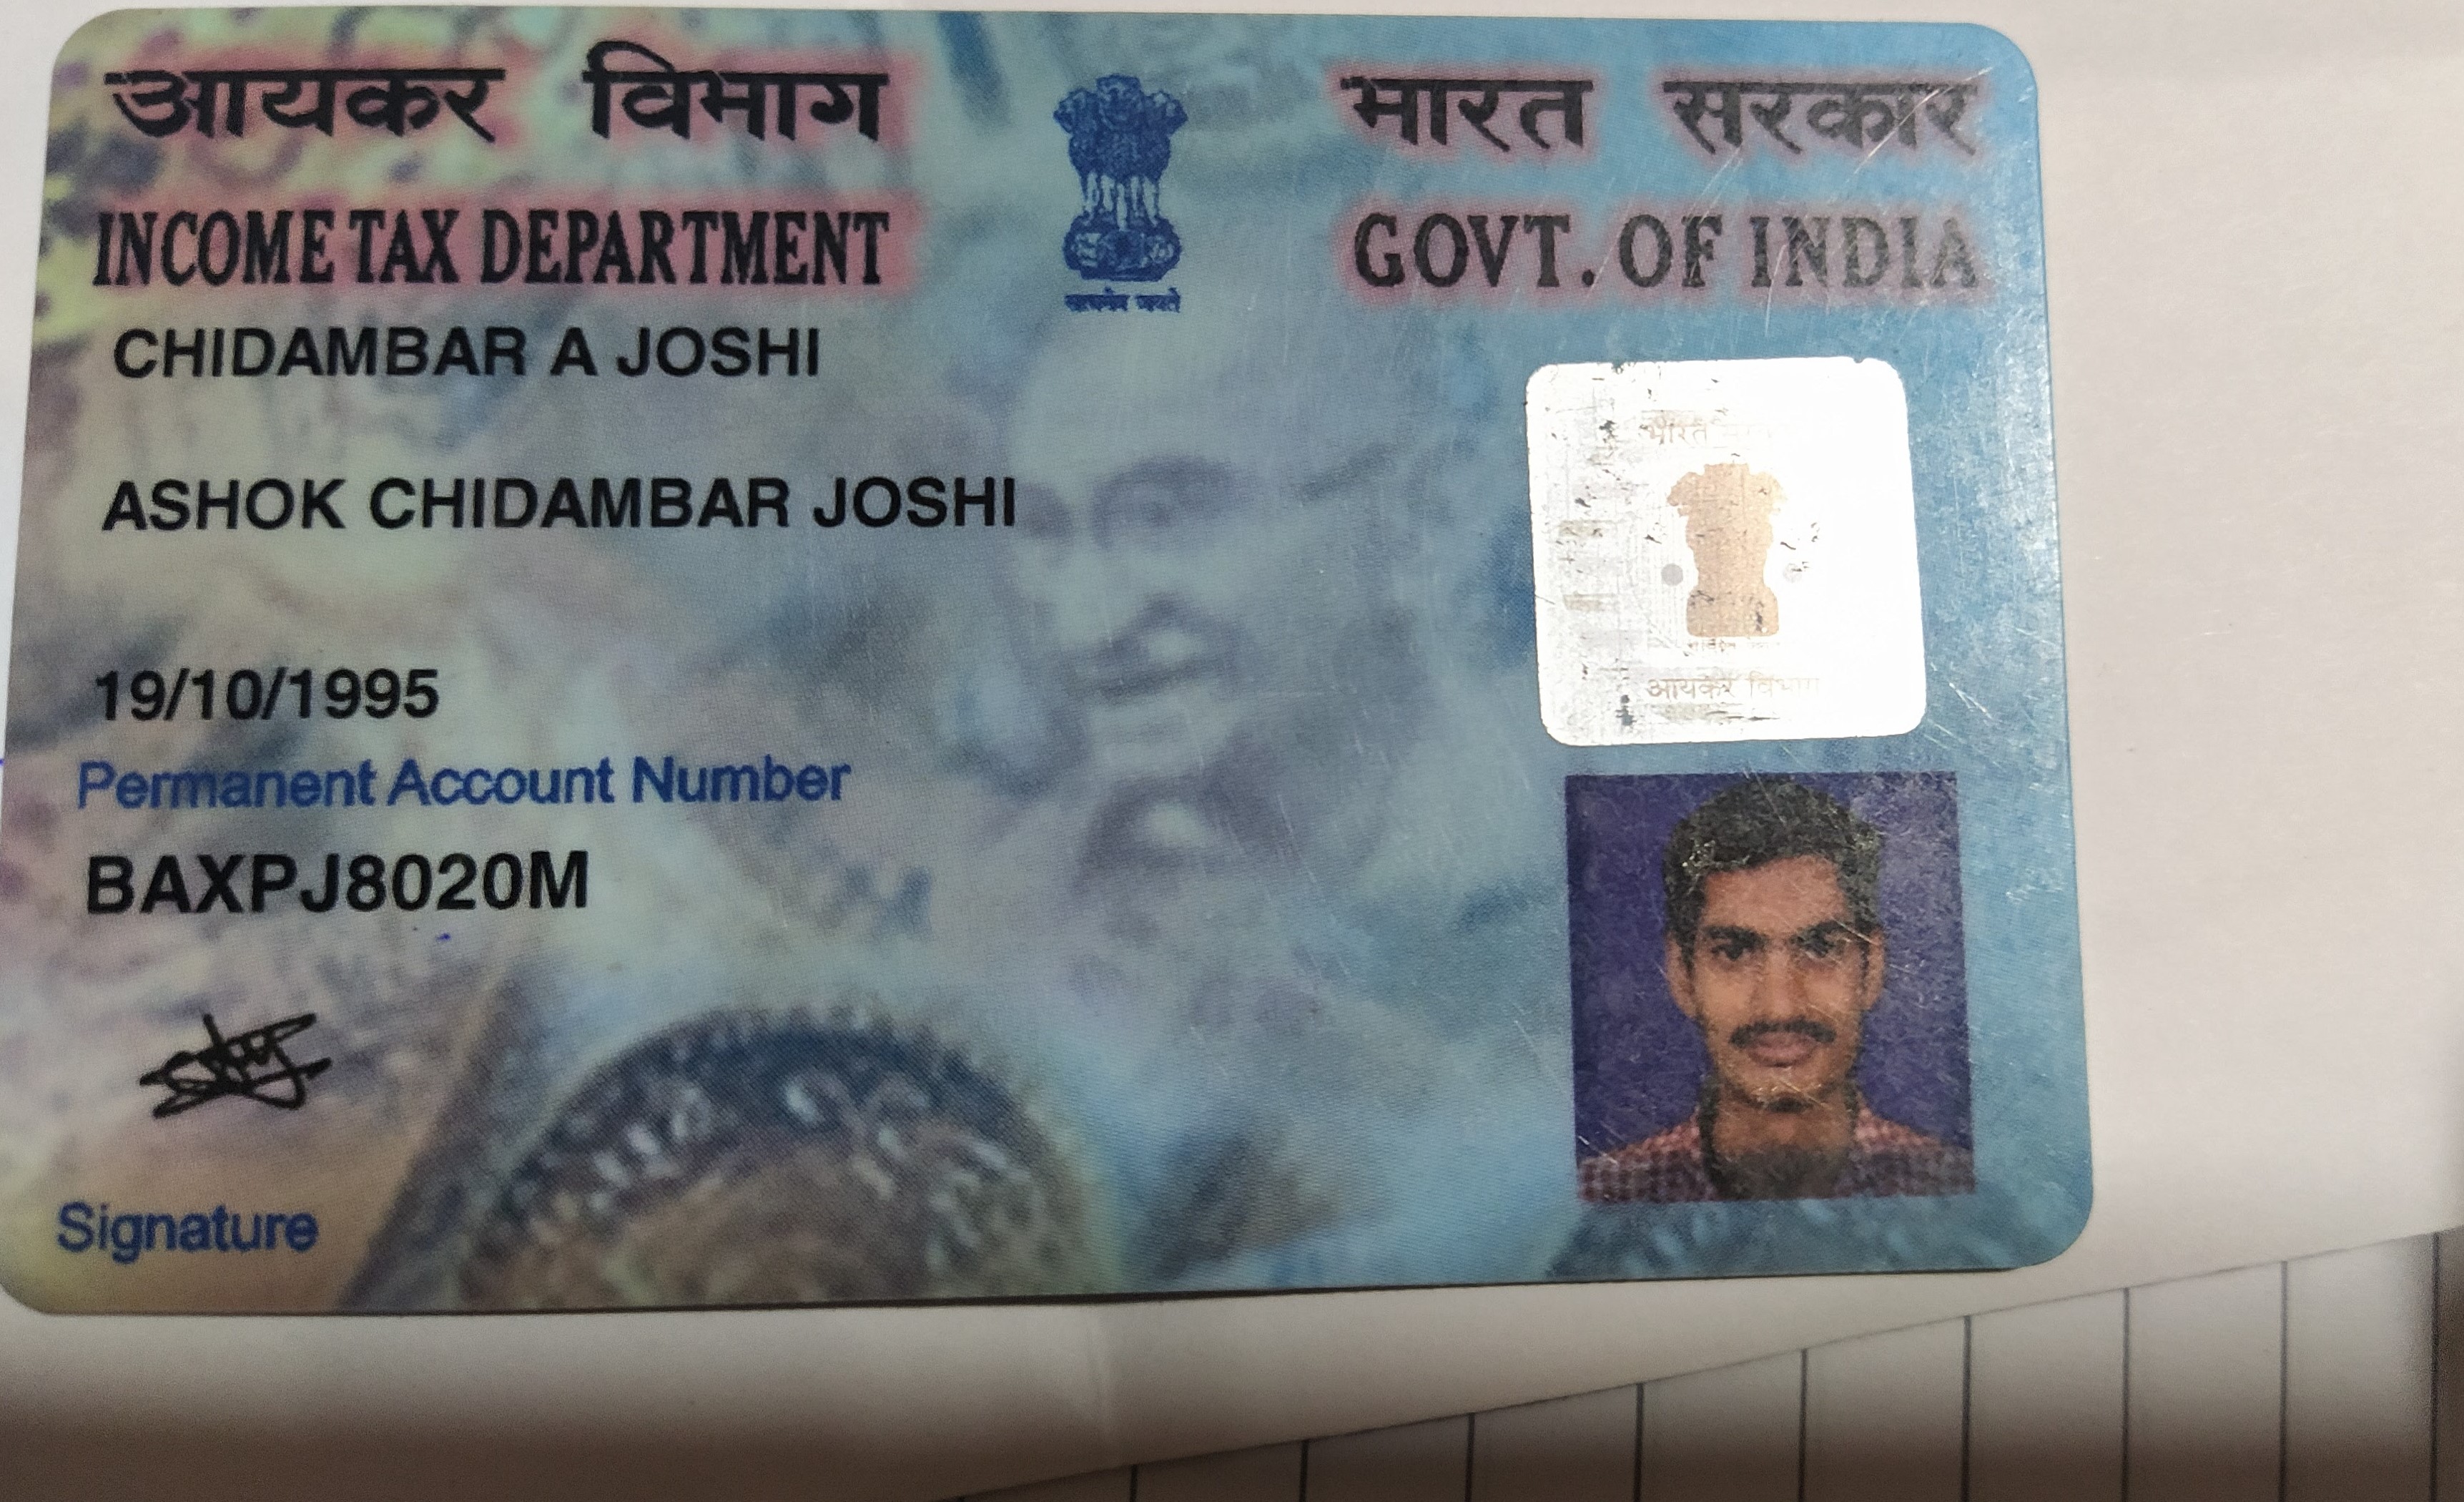 आयकर विभाग
INCOME TAX DEPARTMENT
भारत सरकार
GOVT. OF INDIA
सत्यमेव जयते
CHIDAMBAR A JOSHI
ASHOK CHIDAMBAR JOSHI
19/10/1995
Permanent Account Number
BAXPJ8020M
Signature
भारत
आयकर विभाग